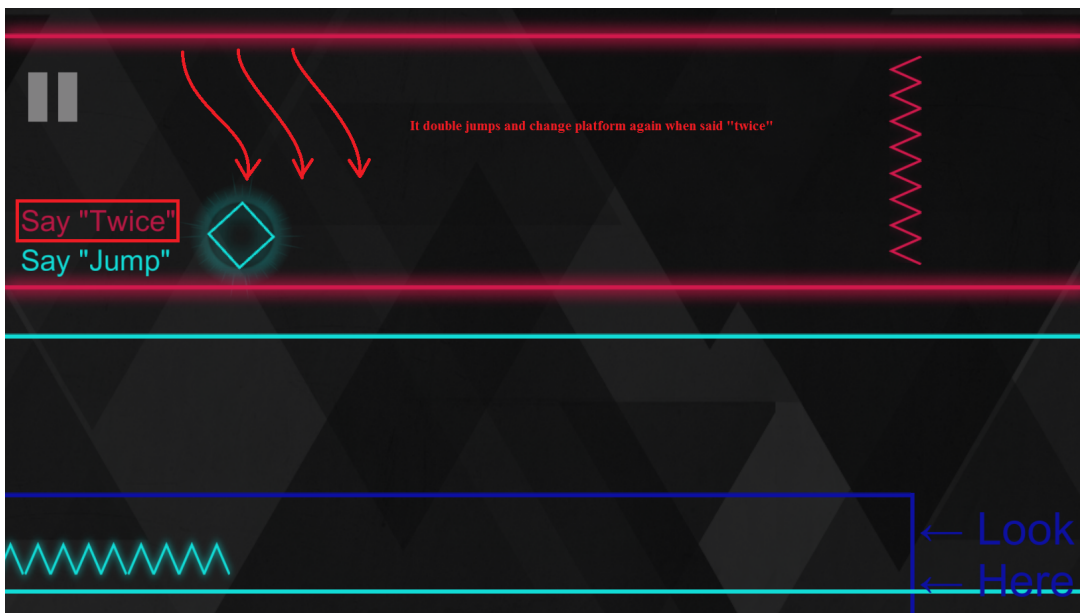 It double jumps and change platform again when said "twice"
Say "Twice"
Say "Jump"
← Look
← Here